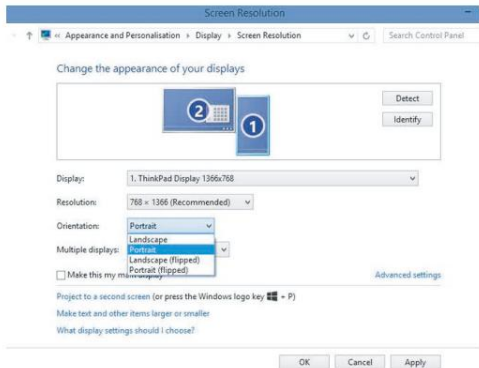 Screen Resolution
« Appearance and Personalisation Display Screen Resolution Search Control Panel
Change the appearance of your displays
2
1
Detect
Identify
Display: 1. ThinkPad Display 1366x768
Resolution: 768 × 1366 (Recommended)
Orientation: Portrait
Landscape
Portrait
Multiple displays:
Landscape (flipped)
Portrait (flipped)
Make this my display
Advanced settings
Project to a second screen (or press the Windows logo key + P)
Make text and other items larger or smaller
What display settings should I choose?
OK Cancel Apply